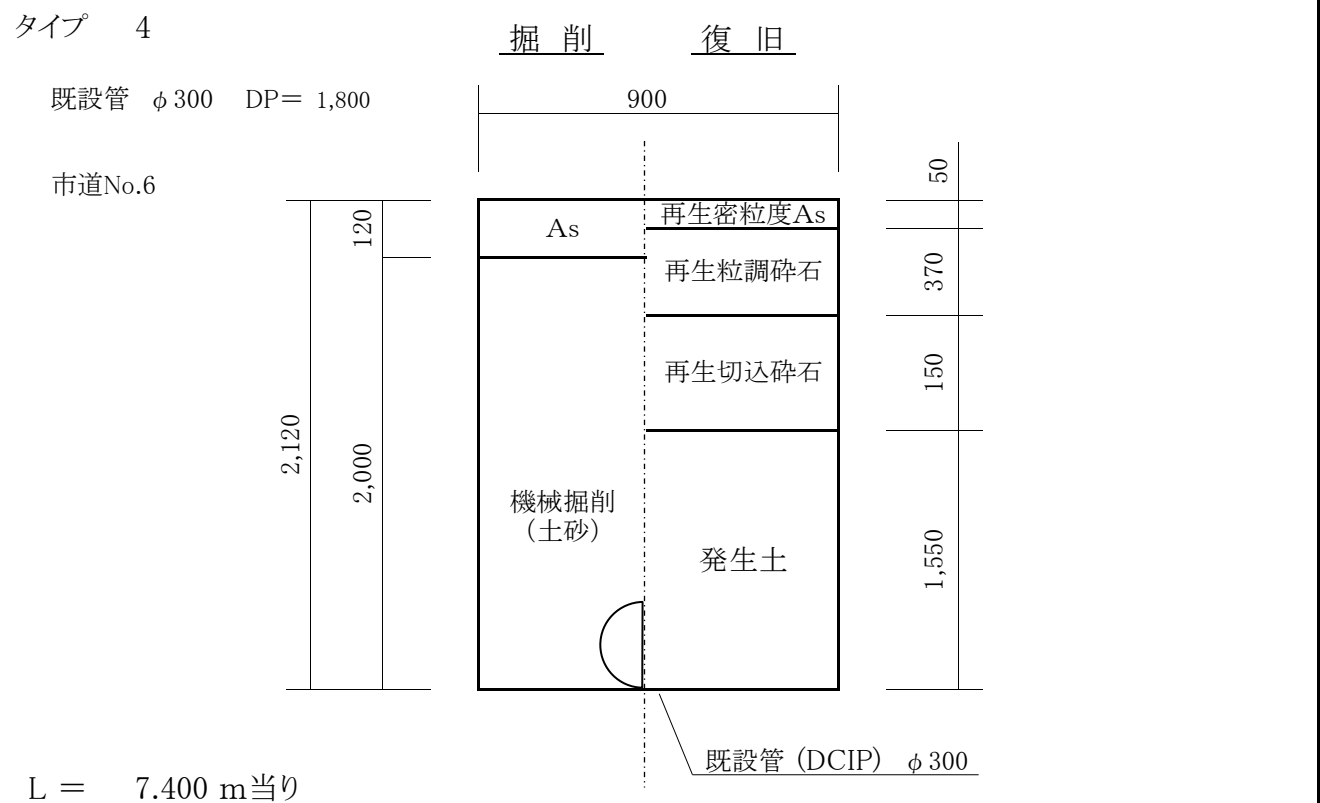 タイプ 4
掘 削 復 旧
既設管 φ300 DP= 1,800
900
市道No.6
50
120
As
再生密粒度As
370
再生粒調砕石
150
再生切込砕石
2,120
2,000
機械掘削
(土砂)
発生土
1,550
既設管 (DCIP) φ300
L = 7.400 m当り